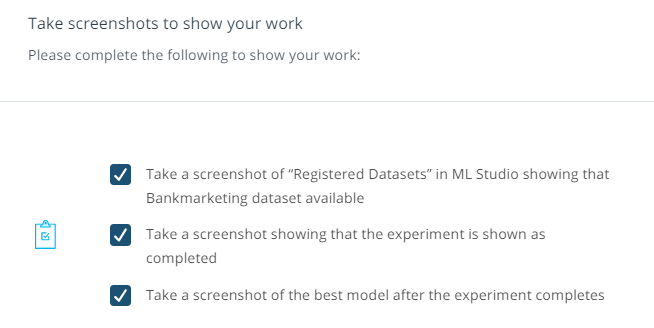 Take screenshots to show your work
Please complete the following to show your work:
Take a screenshot of “Registered Datasets” in ML Studio showing that
Bankmarketing dataset available
Take a screenshot showing that the experiment is shown as
completed
Take a screenshot of the best model after the experiment completes